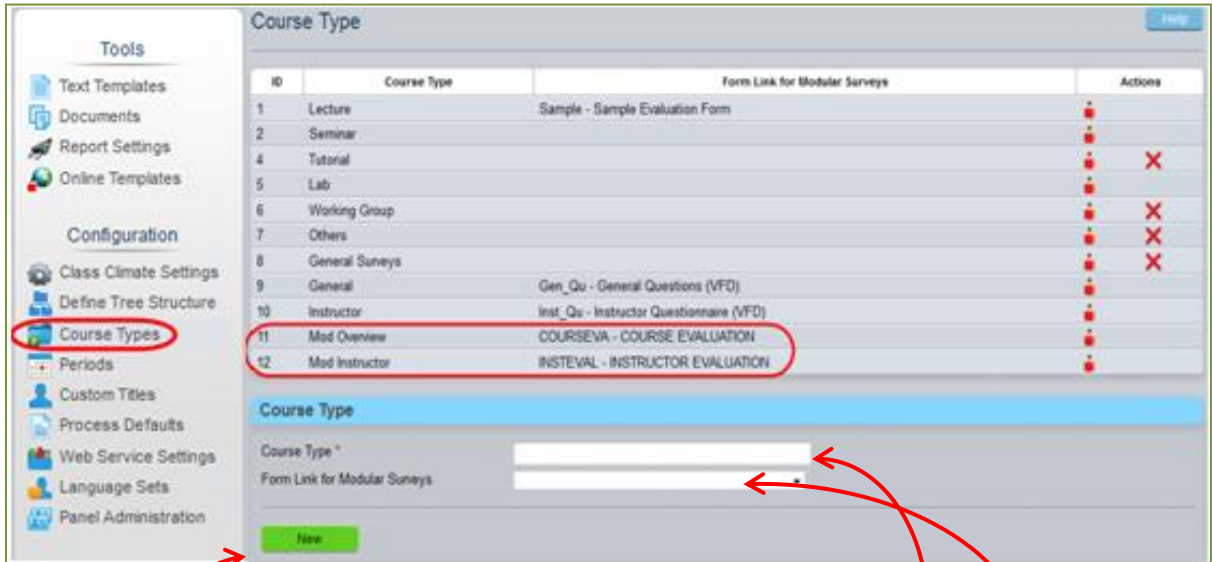 Course Type
Help
Tools
Text Templates
Documents
Report Settings
Online Templates
Configuration
Class Climate Settings
Define Tree Structure
Course Types
Periods
Custom Titles
Process Defaults
Web Service Settings
Language Sets
Panel Administration
ID Course Type Form Link for Modular Surveys Actions
1 Lecture Sample - Sample Evaluation Form
2 Seminar
4 Tutorial
5 Lab
6 Working Group
7 Others
8 General Surveys
9 General Gen_Qu - General Questions (VFD)
10 Instructor Inst_Qu - Instructor Questionnaire (VFD)
11 Mod Overview COURSEVA - COURSE EVALUATION
12 Mod Instructor INSTEVAL - INSTRUCTOR EVALUATION
Course Type
Course Type *
Form Link for Modular Surveys
New